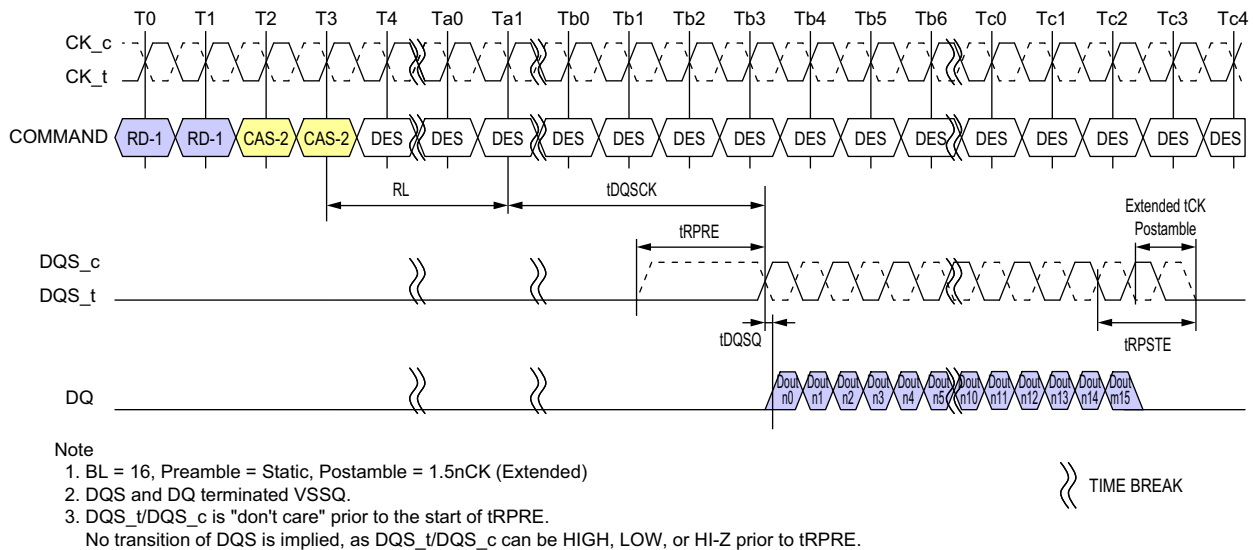 T0 T1 T2 T3 T4 Ta0 Ta1 Tb0 Tb1 Tb2 Tb3 Tb4 Tb5 Tb6 Tc0 Tc1 Tc2 Tc3 Tc4
CK_c
CK_t
COMMAND RD-1 RD-1 CAS-2 CAS-2 DES DES DES DES DES DES DES DES DES DES DES DES DES DES DES
RL tDQSCK
Extended tCK
Postamble
tRPRE
DQS_c
DQS_t
tDQSQ
tRPSTE
DQ
Dout Dout Dout Dout Dout Dout Dout Dout Dout Dout Dout Dout
n0 n1 n2 n3 n4 n5 n10 n11 n12 n13 n14 m15
Note
1. BL = 16, Preamble = Static, Postamble = 1.5nCK (Extended)
2. DQS and DQ terminated VSSQ.
3. DQS_t/DQS_c is "don't care" prior to the start of tRPRE.
No transition of DQS is implied, as DQS_t/DQS_c can be HIGH, LOW, or HI-Z prior to tRPRE.
TIME BREAK